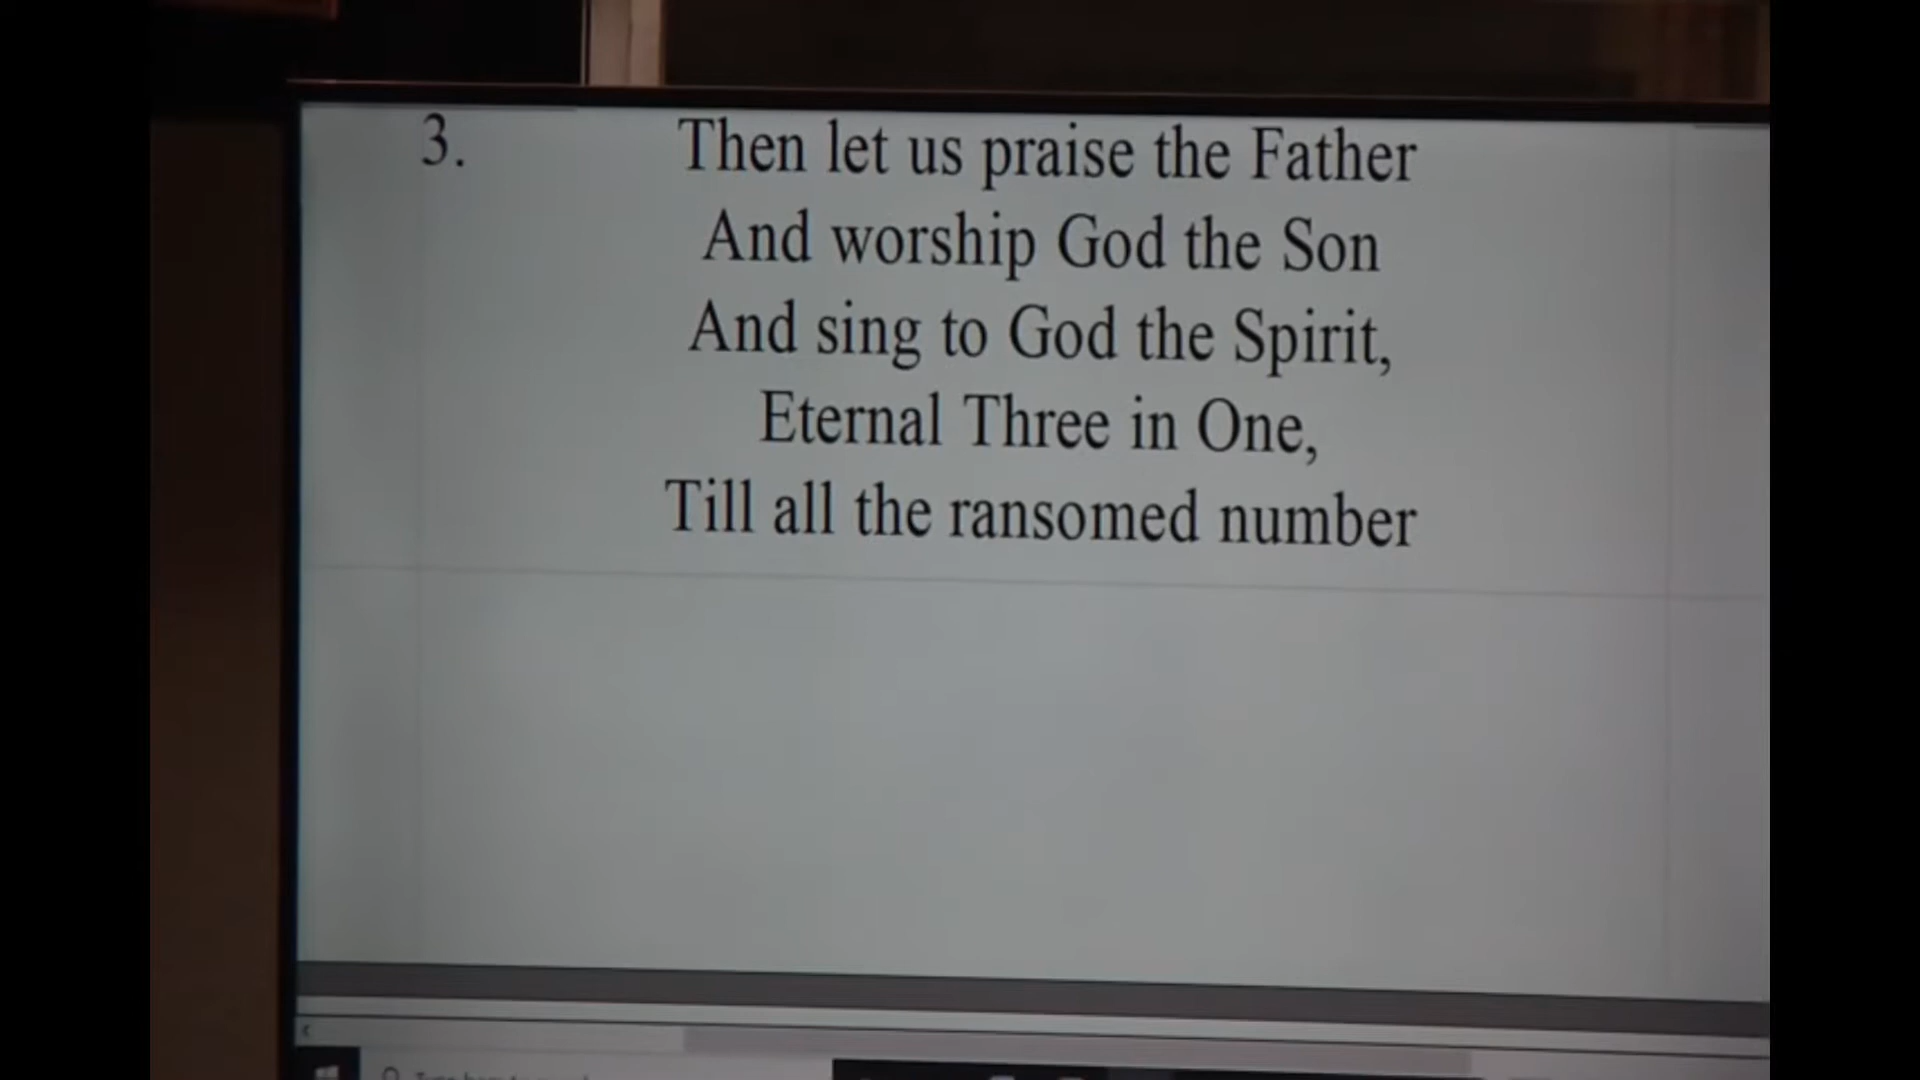 3. Then let us praise the Father
And worship God the Son
And sing to God the Spirit,
Eternal Three in One,
Till all the ransomed number